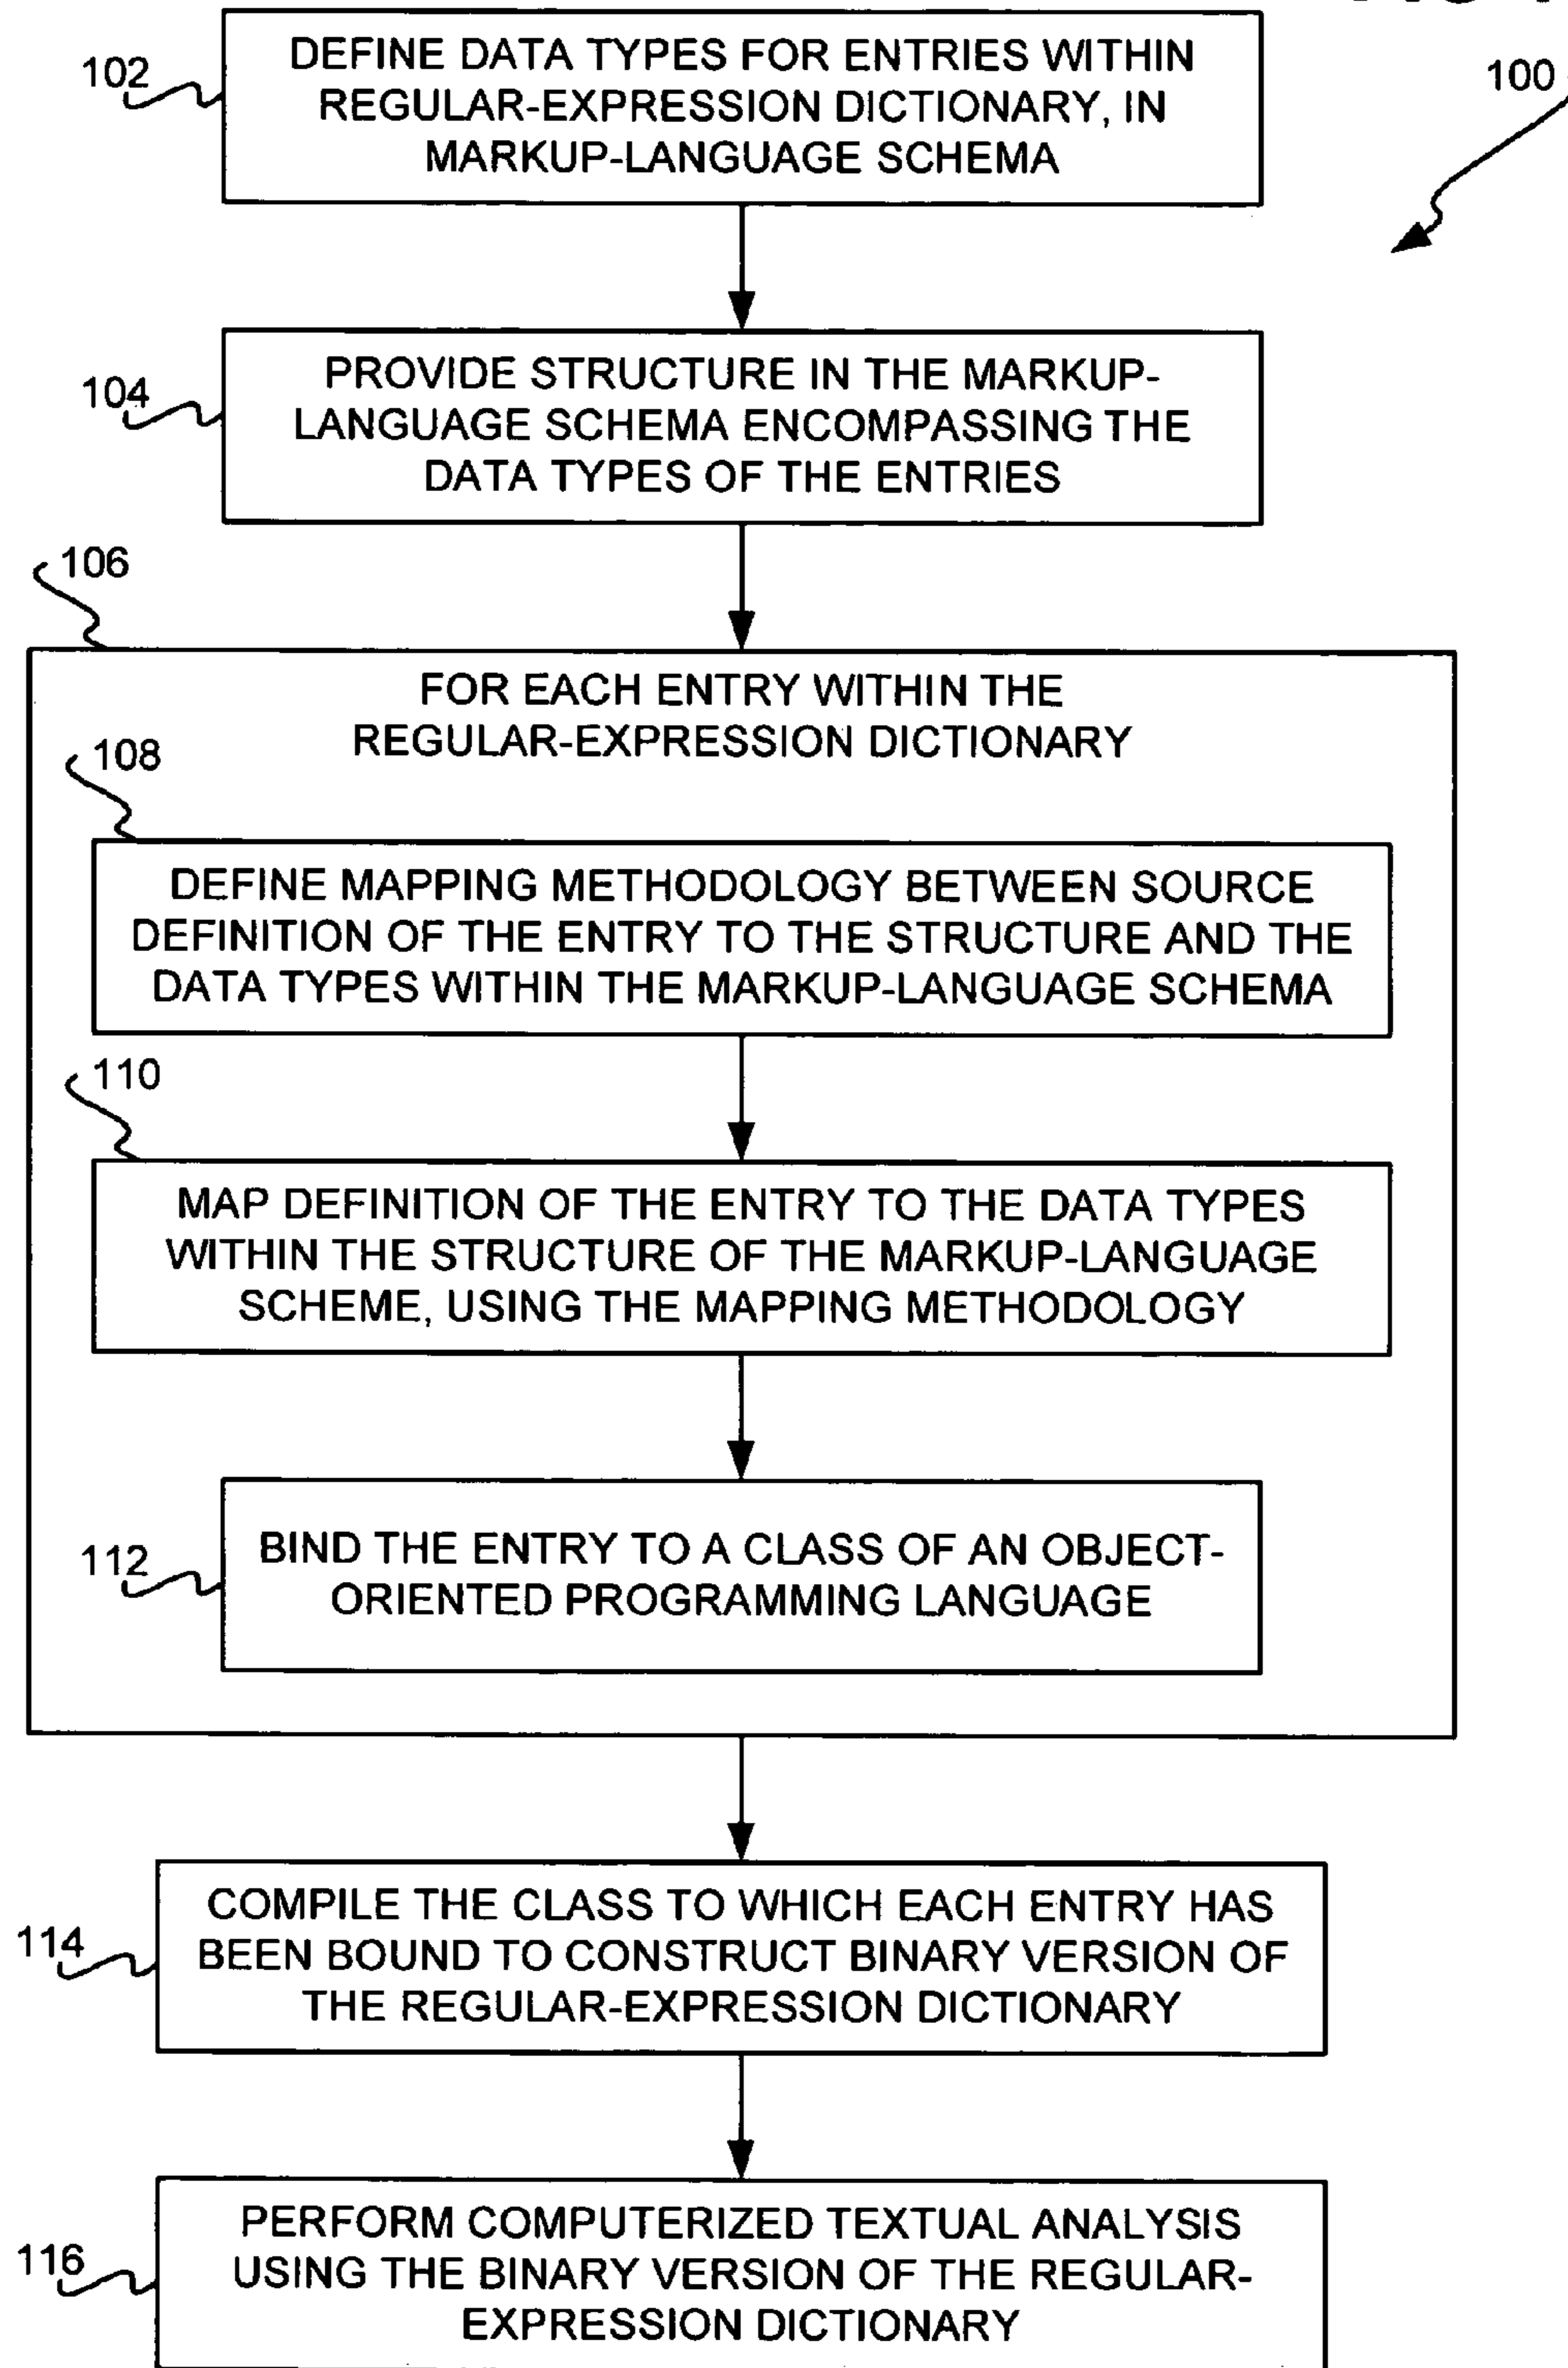 102
DEFINE DATA TYPES FOR ENTRIES WITHIN
REGULAR-EXPRESSION DICTIONARY, IN
MARKUP-LANGUAGE SCHEMA
100
104
PROVIDE STRUCTURE IN THE MARKUP-
LANGUAGE SCHEMA ENCOMPASSING THE
DATA TYPES OF THE ENTRIES
106
FOR EACH ENTRY WITHIN THE
REGULAR-EXPRESSION DICTIONARY
108
DEFINE MAPPING METHODOLOGY BETWEEN SOURCE
DEFINITION OF THE ENTRY TO THE STRUCTURE AND THE
DATA TYPES WITHIN THE MARKUP-LANGUAGE SCHEMA
110
MAP DEFINITION OF THE ENTRY TO THE DATA TYPES
WITHIN THE STRUCTURE OF THE MARKUP-LANGUAGE
SCHEME, USING THE MAPPING METHODOLOGY
112
BIND THE ENTRY TO A CLASS OF AN OBJECT-
ORIENTED PROGRAMMING LANGUAGE
114
COMPILE THE CLASS TO WHICH EACH ENTRY HAS
BEEN BOUND TO CONSTRUCT BINARY VERSION OF
THE REGULAR-EXPRESSION DICTIONARY
116
PERFORM COMPUTERIZED TEXTUAL ANALYSIS
USING THE BINARY VERSION OF THE REGULAR-
EXPRESSION DICTIONARY